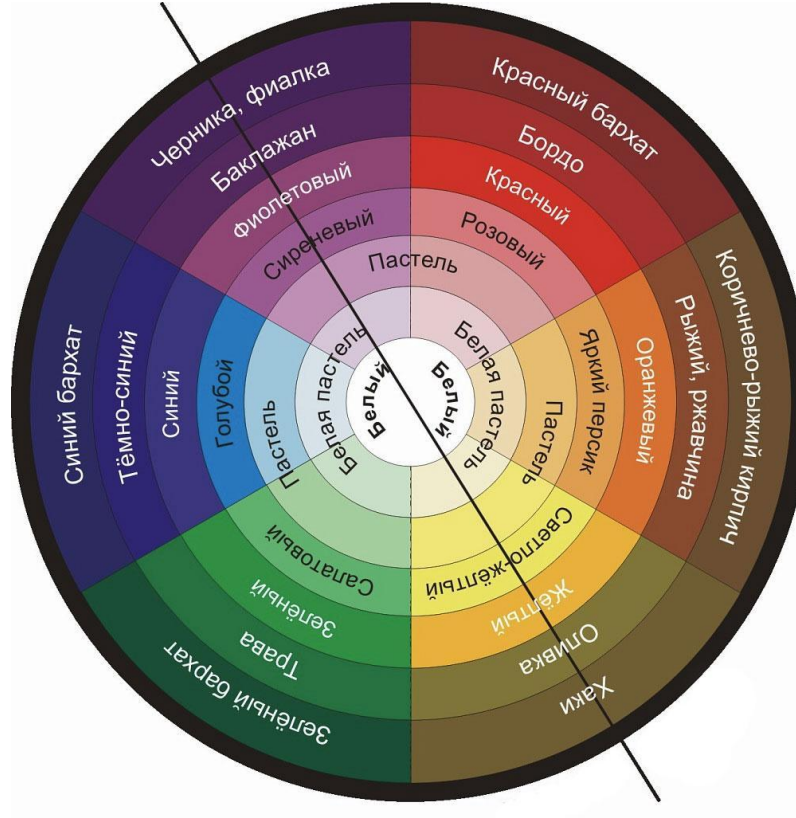 Черника, фиалка
Баклажан
Фиолетовый
Сиреневый
Пастель
Красный бархат
Бордо
Красный
Розовый
Белая пастель
Белый
Коричнево-рыжий кирпич
Рыжий, ржавчина
Оранжевый
Яркий персик
Пастель
Светло-жёлтый
Жёлтый
Оливка
Хаки
Салатовый
Зелёный
Трава
Зелёный бархат
Синий бархат
Тёмно-синий
Синий
Голубой
Пастель
Белая пастель
Белый